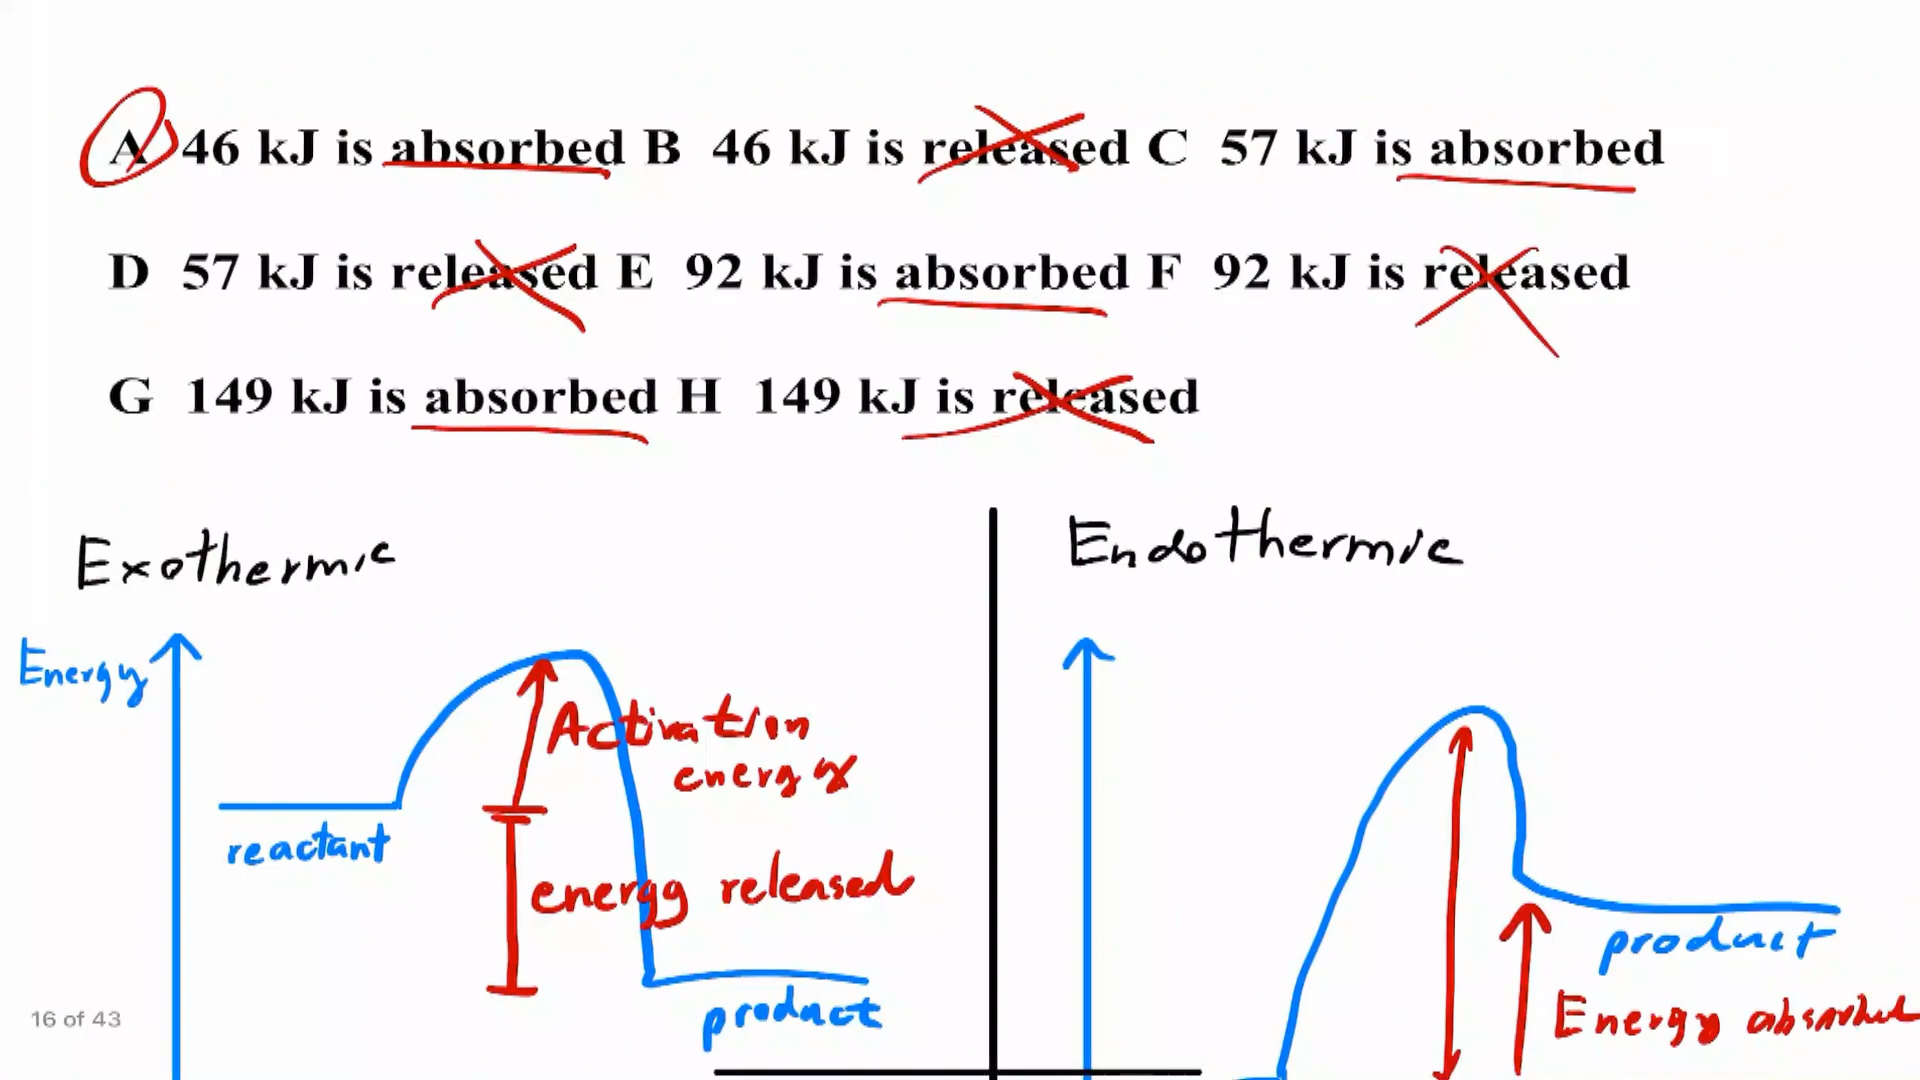 A 46 kJ is absorbed B 46 kJ is released C 57 kJ is absorbed
D 57 kJ is released E 92 kJ is absorbed F 92 kJ is released
G 149 kJ is absorbed H 149 kJ is released
Exothermic
Energy
Activation
energy
reactant
energy released
product
Endothermic
product
Energy absorbed
16 of 43